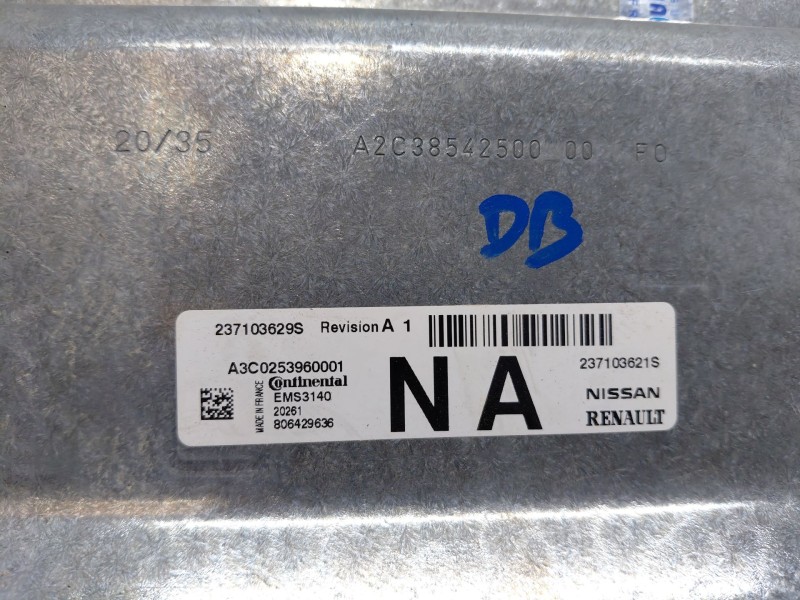 20/35 A2C38542500 00 F0
DB
237103629S Revision A 1
A3C0253960001
237103621S
MADE IN FRANCE
Continental
EMS3140
20261
806429636
N A
NISSAN
RENAULT